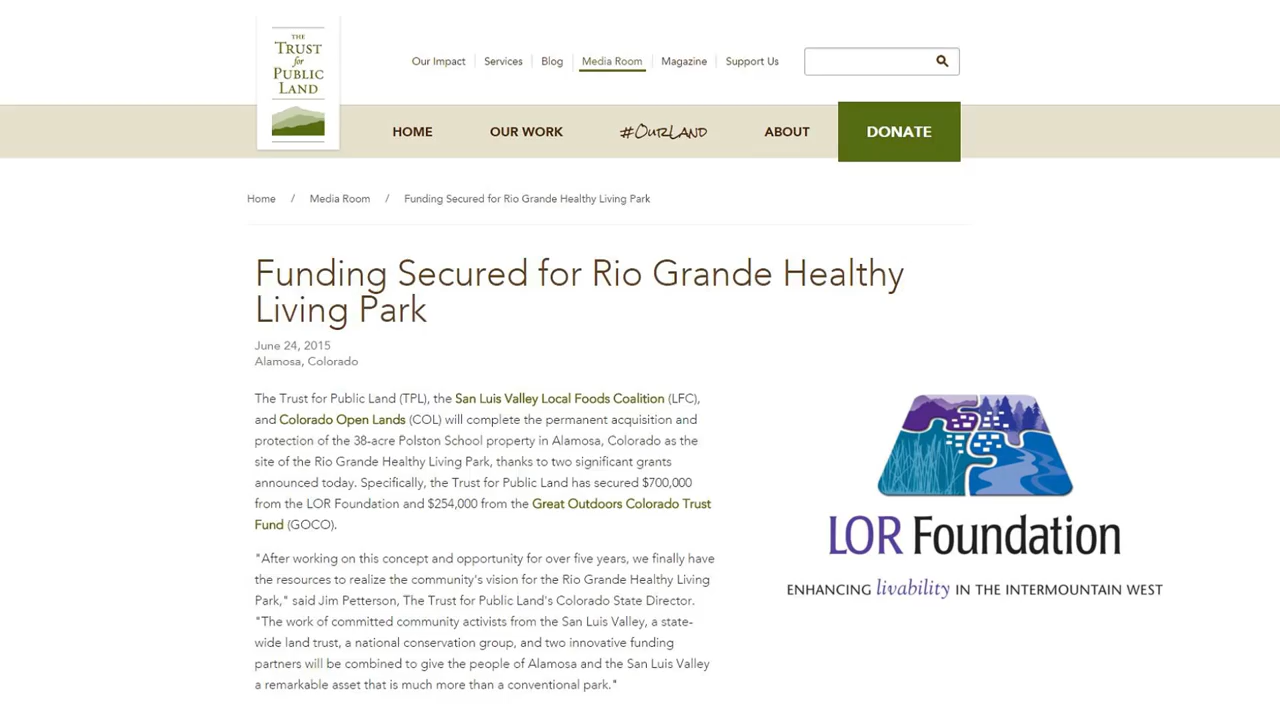 THE
TRUST
for
PUBLIC
LAND
Our Impact
Services
Blog
Media Room
Magazine
Support Us
HOME
OUR WORK
#OurLand
ABOUT
DONATE
Home / Media Room / Funding Secured for Rio Grande Healthy Living Park
Funding Secured for Rio Grande Healthy
Living Park
June 24, 2015
Alamosa, Colorado
The Trust for Public Land (TPL), the San Luis Valley Local Foods Coalition (LFC),
and Colorado Open Lands (COL) will complete the permanent acquisition and
protection of the 38-acre Polston School property in Alamosa, Colorado as the
site of the Rio Grande Healthy Living Park, thanks to two significant grants
announced today. Specifically, the Trust for Public Land has secured $700,000
from the LOR Foundation and $254,000 from the Great Outdoors Colorado Trust
Fund (GOCO).
"After working on this concept and opportunity for over five years, we finally have
the resources to realize the community's vision for the Rio Grande Healthy Living
Park," said Jim Petterson, The Trust for Public Land's Colorado State Director.
"The work of committed community activists from the San Luis Valley, a state-
wide land trust, a national conservation group, and two innovative funding
partners will be combined to give the people of Alamosa and the San Luis Valley
a remarkable asset that is much more than a conventional park."
LOR Foundation
ENHANCING livability IN THE INTERMOUNTAIN WEST